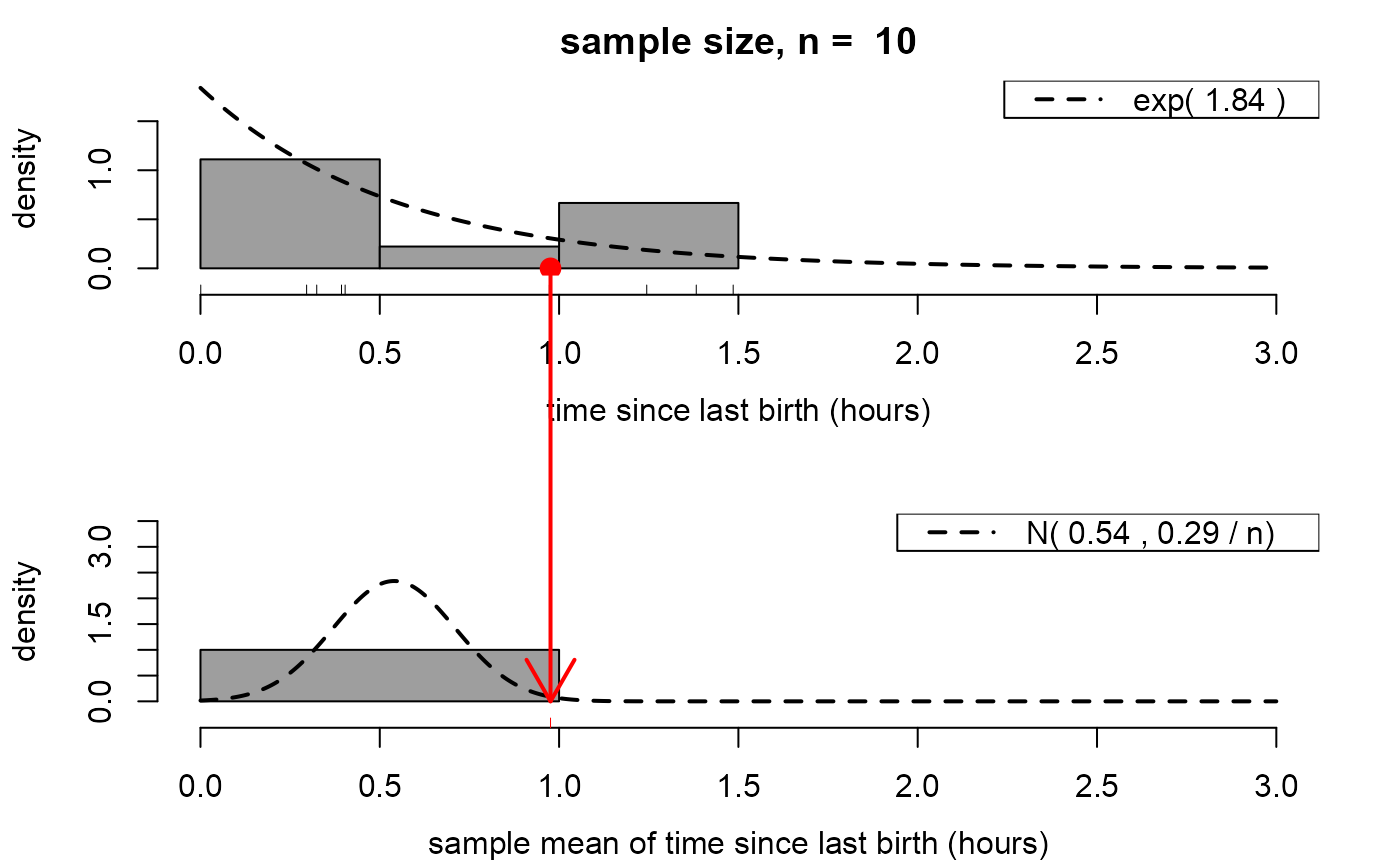 sample size, n =  10
exp( 1.84 )
density
1.0
0.0
0.0 0.5 1.0 1.5 2.0 2.5 3.0
time since last birth (hours)
N( 0.54 , 0.29 / n)
density
3.0
1.5
0.0
0.0 0.5 1.0 1.5 2.0 2.5 3.0
sample mean of time since last birth (hours)